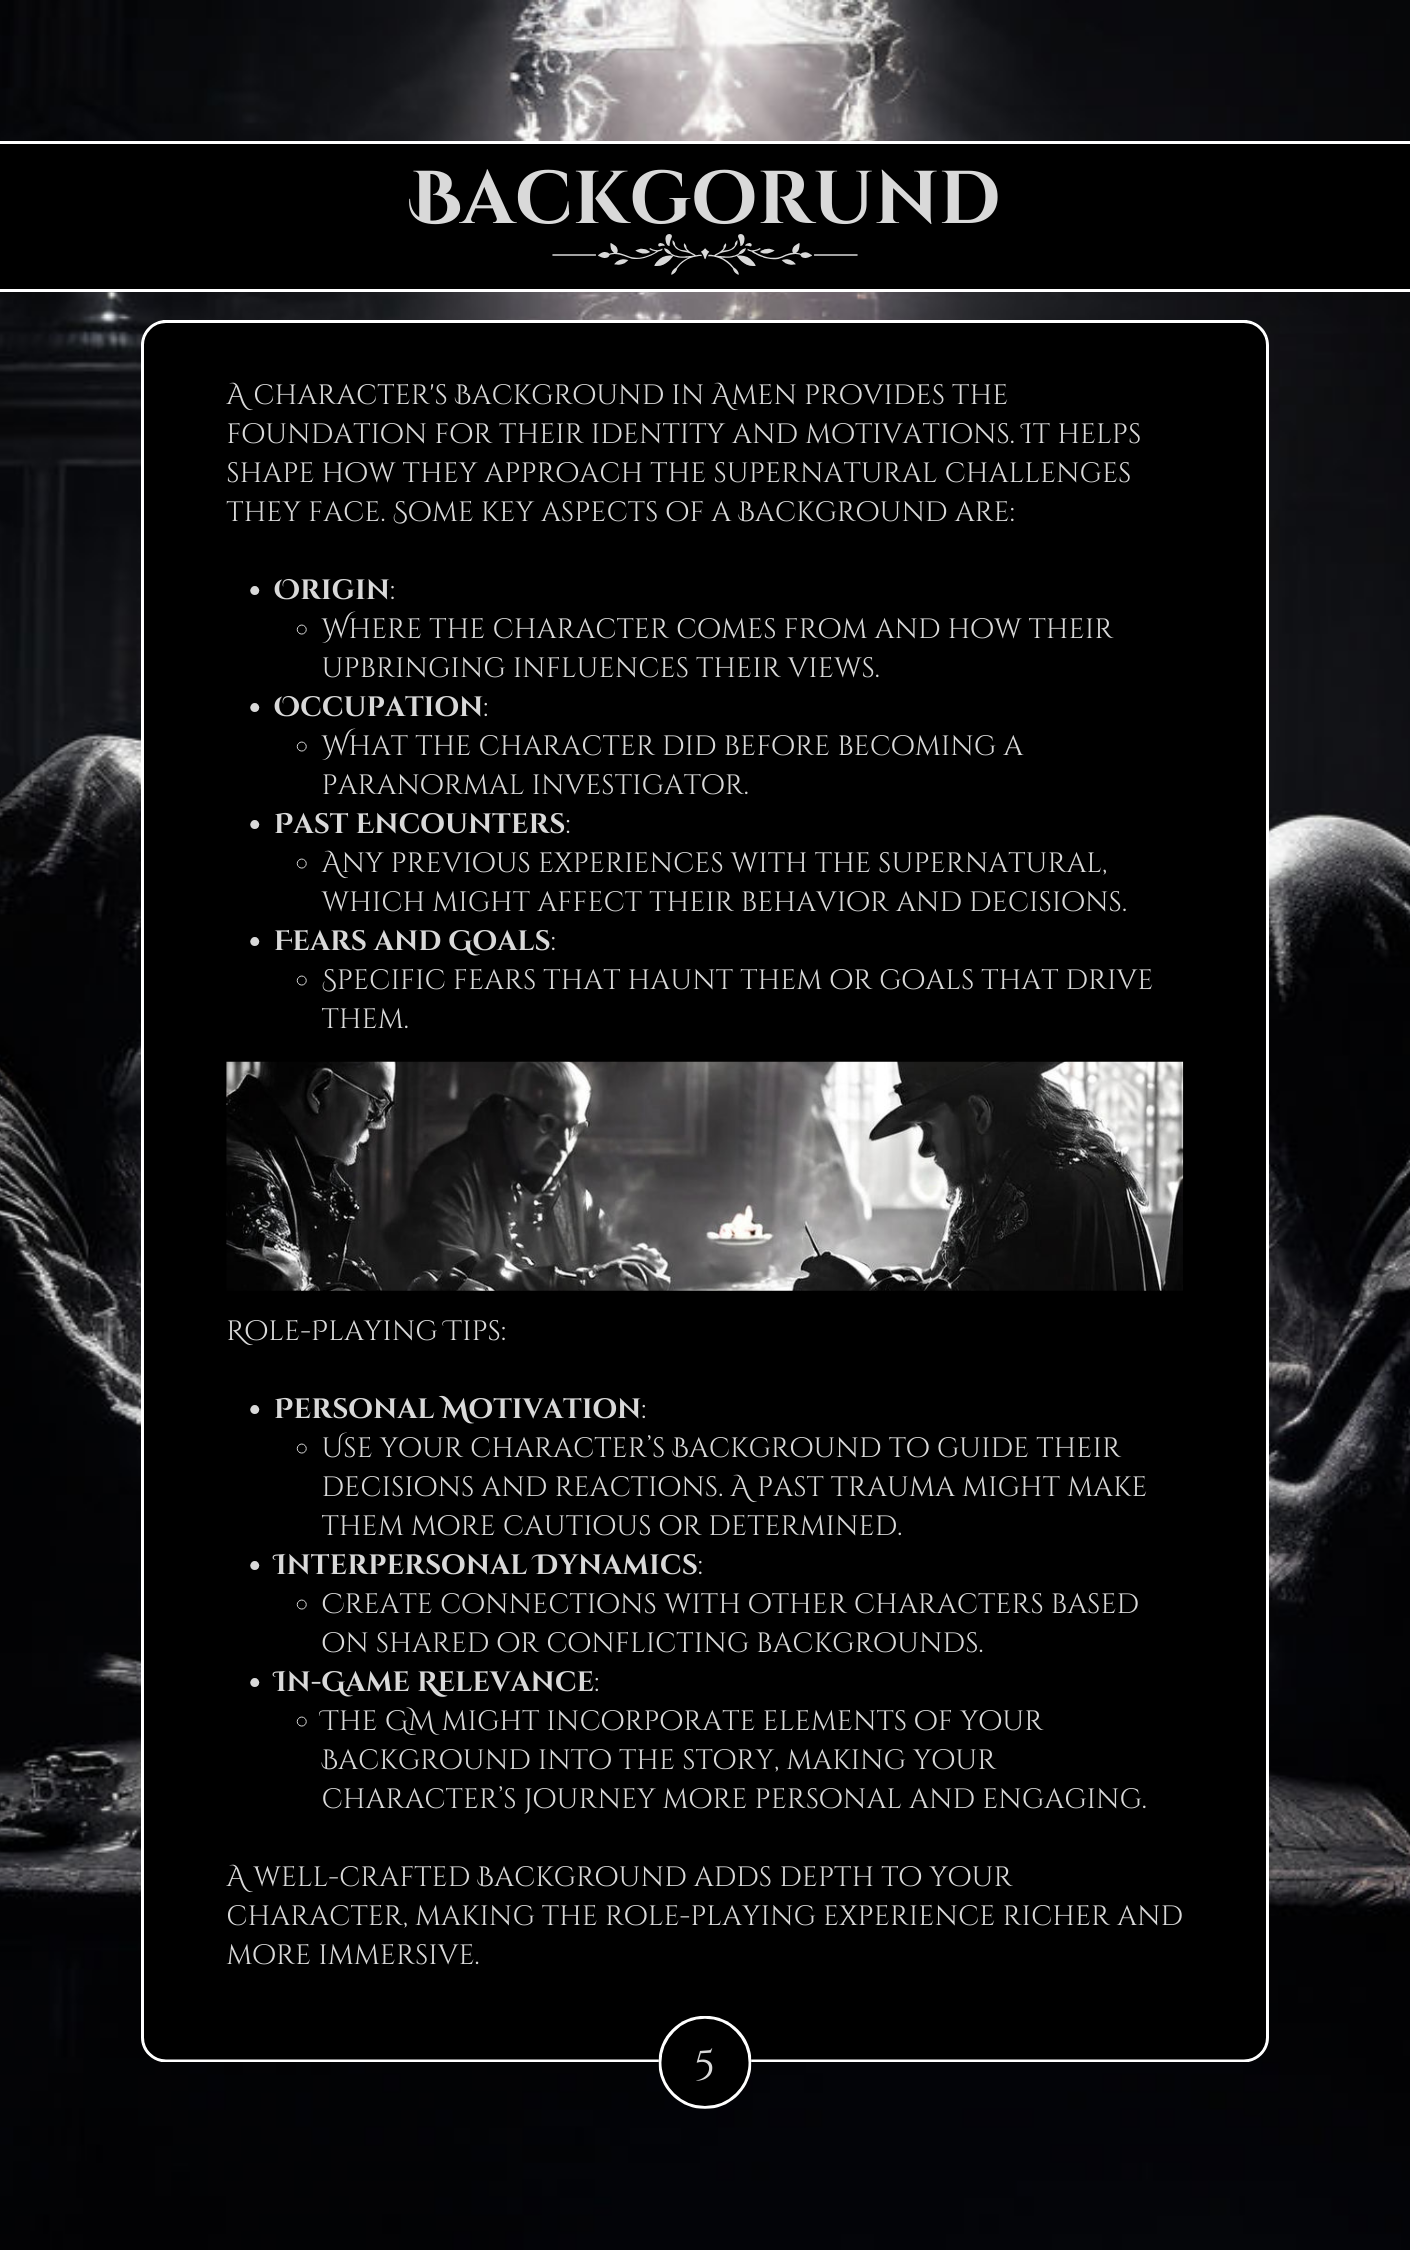 Backgorund
A character's Background in Amen provides the
foundation for their identity and motivations. It helps
shape how they approach the supernatural challenges
they face. Some key aspects of a Background are:
• Origin:
◦ Where the character comes from and how their
upbringing influences their views.
• Occupation:
◦ What the character did before becoming a
paranormal investigator.
• Past Encounters:
◦ Any previous experiences with the supernatural,
which might affect their behavior and decisions.
• Fears and Goals:
◦ Specific fears that haunt them or goals that drive
them.
Role-Playing Tips:
• Personal Motivation:
◦ Use your character’s Background to guide their
decisions and reactions. A past trauma might make
them more cautious or determined.
• Interpersonal Dynamics:
◦ Create connections with other characters based
on shared or conflicting backgrounds.
• In-Game Relevance:
◦ The GM might incorporate elements of your
Background into the story, making your
character’s journey more personal and engaging.
A well-crafted Background adds depth to your
character, making the role-playing experience richer and
more immersive.
5